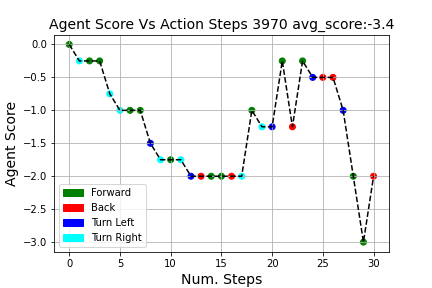 Agent Score Vs Action Steps 3970 avg_score:-3.4
Agent Score
0.0
−0.5
−1.0
−1.5
−2.0
−2.5
−3.0
Forward
Back
Turn Left
Turn Right
0 5 10 15 20 25 30
Num. Steps